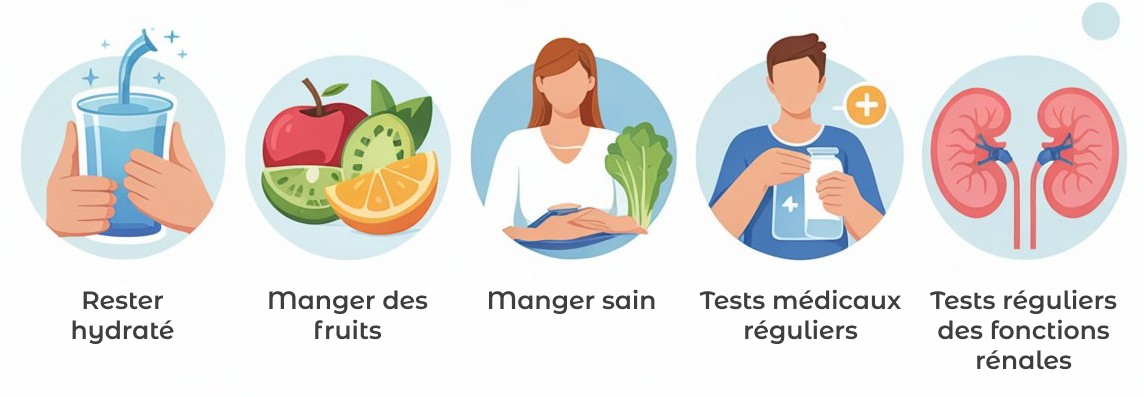 Rester
hydraté
Manger des
fruits
Manger sain
Tests médicaux
réguliers
Tests réguliers
des fonctions
rénales